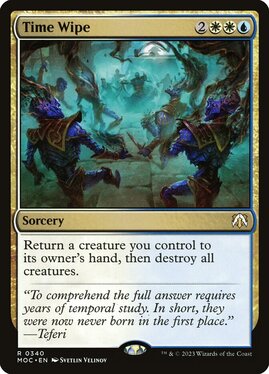 Time Wipe
2
Sorcery
Return a creature you control to
its owner's hand, then destroy all
creatures.
“To comprehend the full answer requires
years of temporal study. In short, they
were now never born in the first place.”
—Teferi
R 0340
MOC • EN SVETLIN VELINOV
™ & © 2023 Wizards of the Coast